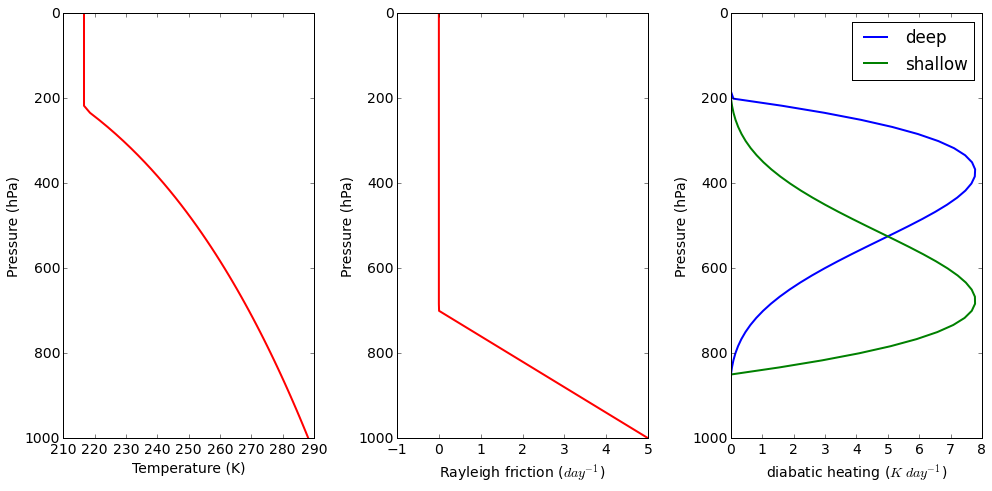 0
200
400
600
800
1000
Pressure (hPa)
210 220 230 240 250 260 270 280 290
Temperature (K)
0
200
400
600
800
1000
Pressure (hPa)
−1 0 1 2 3 4 5
Rayleigh friction (day⁻¹)
0
200
400
600
800
1000
Pressure (hPa)
deep
shallow
0 1 2 3 4 5 6 7 8
diabatic heating (K day⁻¹)